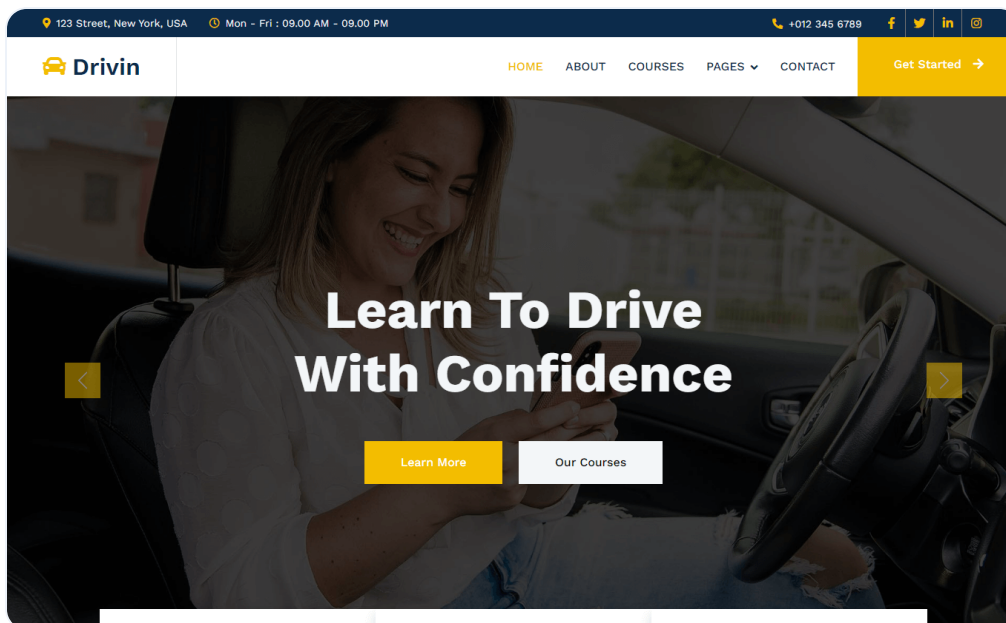 123 Street, New York, USA
Mon - Fri : 09.00 AM - 09.00 PM
+012 345 6789
Drivin
HOME
ABOUT
COURSES
PAGES
CONTACT
Get Started
Learn To Drive
With Confidence
Learn More
Our Courses